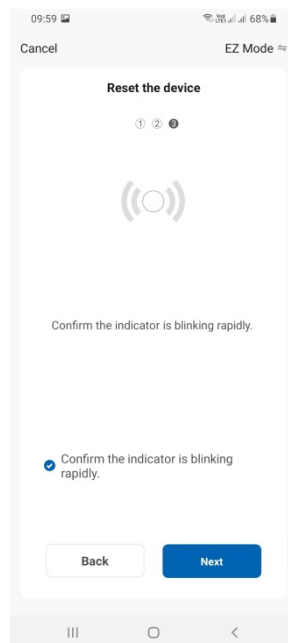 09:59 68%
Cancel EZ Mode
Reset the device
1 2 3
Confirm the indicator is blinking rapidly.
Confirm the indicator is blinking
rapidly.
Back Next